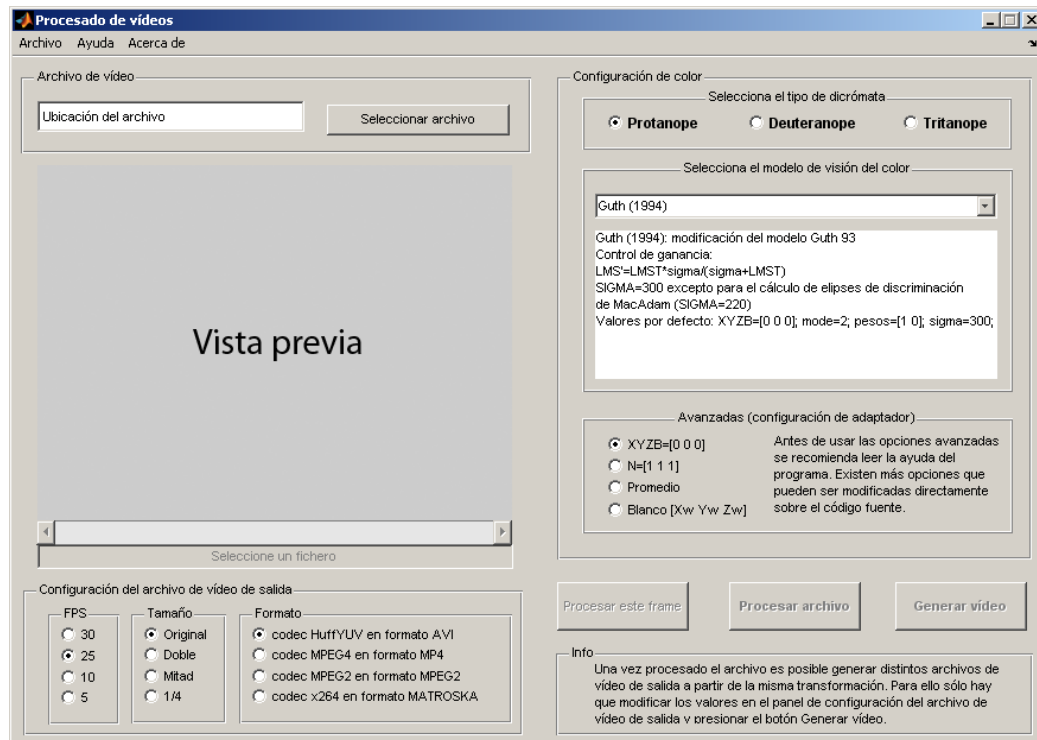 Procesado de vídeos
Archivo Ayuda Acerca de
Archivo de vídeo
Ubicación del archivo
Seleccionar archivo
Vista previa
Seleccione un fichero
Configuración del archivo de vídeo de salida
FPS
30
25
10
5
Tamaño
Original
Doble
Mitad
1/4
Formato
codec HuffYUV en formato AVI
codec MPEG4 en formato MP4
codec MPEG2 en formato MPEG2
codec x264 en formato MATROSKA
Configuración de color
Selecciona el tipo de dicrómata
Protanope Deuteranope Tritanope
Selecciona el modelo de visión del color
Guth (1994)
Guth (1994): modificación del modelo Guth 93
Control de ganancia:
LMS'=LMST*sigma/(sigma+LMST)
SIGMA=300 excepto para el cálculo de elipses de discriminación
de MacAdam (SIGMA=220)
Valores por defecto: XYZB=[0 0 0]; mode=2; pesos=[1 0]; sigma=300;
Avanzadas (configuración de adaptador)
XYZB=[0 0 0]
N=[1 1 1]
Promedio
Blanco [Xw Yw Zw]
Antes de usar las opciones avanzadas
se recomienda leer la ayuda del
programa. Existen más opciones que
pueden ser modificadas directamente
sobre el código fuente.
Procesar este frame
Procesar archivo
Generar vídeo
Info
Una vez procesado el archivo es posible generar distintos archivos de
vídeo de salida a partir de la misma transformación. Para ello sólo hay
que modificar los valores en el panel de configuración del archivo de
vídeo de salida y presionar el botón Generar vídeo.